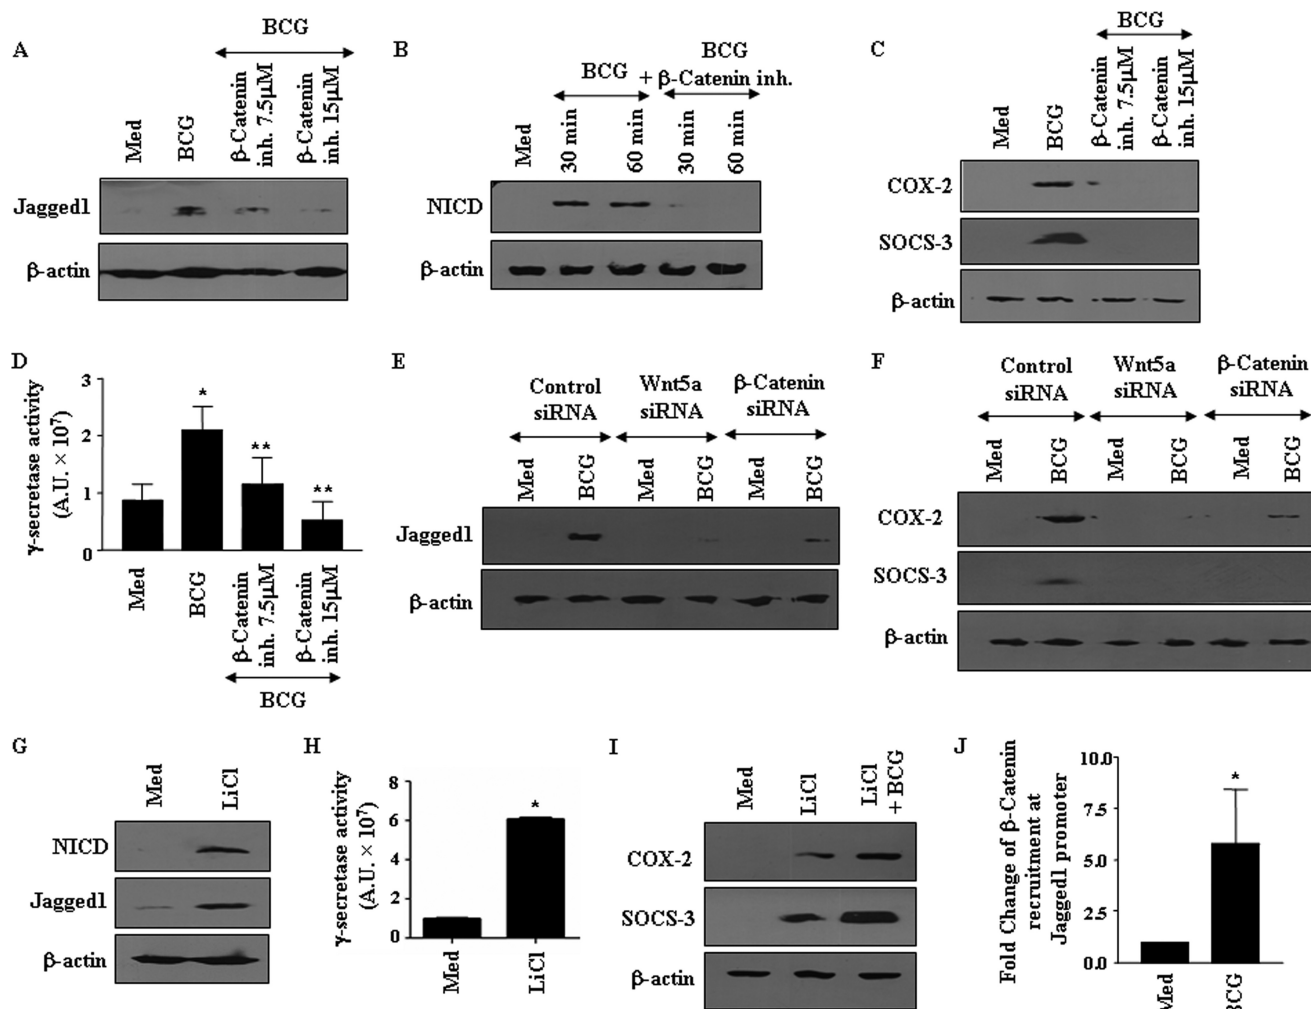 A
BCG
Med
BCG
β-Catenin
inh. 7.5μM
β-Catenin
inh. 15μM
Jagged1
β-actin
B
BCG
BCG
+ β-Catenin inh.
Med
30 min
60 min
30 min
60 min
NICD
β-actin
C
BCG
Med
BCG
β-Catenin
inh. 7.5μM
β-Catenin
inh. 15μM
COX-2
SOCS-3
β-actin
D
γ-secretase activity
(A.U. × 10⁷)
3
2
1
0
*
**
**
Med
BCG
β-Catenin
inh. 7.5μM
β-Catenin
inh. 15μM
BCG
E
Control
siRNA
Wnt5a
siRNA
β-Catenin
siRNA
Med
BCG
Med
BCG
Med
BCG
Jagged1
β-actin
F
Control
siRNA
Wnt5a
siRNA
β-Catenin
siRNA
Med
BCG
Med
BCG
Med
BCG
COX-2
SOCS-3
β-actin
G
Med
LiCl
NICD
Jagged1
β-actin
H
γ-secretase activity
(A.U. × 10⁷)
8
6
4
2
0
*
Med
LiCl
I
Med
LiCl
LiCl
+ BCG
COX-2
SOCS-3
β-actin
J
Fold Change of β-Catenin
recruitment at
Jagged1 promoter
10.0
7.5
5.0
2.5
0.0
*
Med
BCG